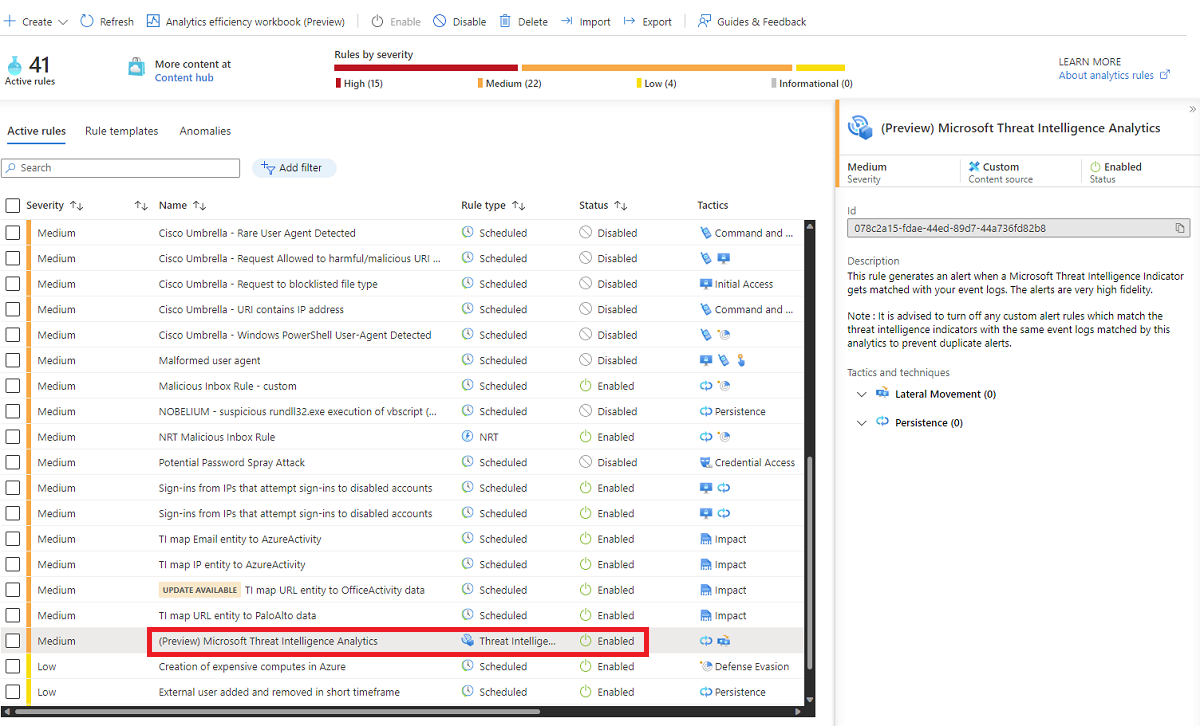 Create Refresh Analytics efficiency workbook (Preview) Enable Disable Delete Import Export Guides & Feedback
41
Active rules
More content at
Content hub
Rules by severity
High (15) Medium (22) Low (4) Informational (0)
LEARN MORE
About analytics rules
Active rules Rule templates Anomalies
Search Add filter
Severity Name Rule type Status Tactics
Medium Cisco Umbrella - Rare User Agent Detected Scheduled Disabled Command and ...
Medium Cisco Umbrella - Request Allowed to harmful/malicious URI ... Scheduled Disabled
Medium Cisco Umbrella - Request to blocklisted file type Scheduled Disabled Initial Access
Medium Cisco Umbrella - URI contains IP address Scheduled Disabled Command and ...
Medium Cisco Umbrella - Windows PowerShell User-Agent Detected Scheduled Disabled
Medium Malformed user agent Scheduled Disabled
Medium Malicious Inbox Rule - custom Scheduled Enabled
Medium NOBELIUM - suspicious rundll32.exe execution of vbscript (... Scheduled Disabled Persistence
Medium NRT Malicious Inbox Rule NRT Enabled
Medium Potential Password Spray Attack Scheduled Disabled Credential Access
Medium Sign-ins from IPs that attempt sign-ins to disabled accounts Scheduled Enabled
Medium Sign-ins from IPs that attempt sign-ins to disabled accounts Scheduled Enabled
Medium TI map Email entity to AzureActivity Scheduled Enabled Impact
Medium TI map IP entity to AzureActivity Scheduled Enabled Impact
Medium UPDATE AVAILABLE TI map URL entity to OfficeActivity data Scheduled Enabled Impact
Medium TI map URL entity to PaloAlto data Scheduled Enabled Impact
Medium (Preview) Microsoft Threat Intelligence Analytics Threat Intellige... Enabled
Low Creation of expensive computes in Azure Scheduled Enabled Defense Evasion
Low External user added and removed in short timeframe Scheduled Enabled Persistence
(Preview) Microsoft Threat Intelligence Analytics
Medium Custom Enabled
Severity Content source Status
Id
078c2a15-fdae-44ed-89d7-44a736fd82b8
Description
This rule generates an alert when a Microsoft Threat Intelligence Indicator
gets matched with your event logs. The alerts are very high fidelity.
Note : It is advised to turn off any custom alert rules which match the
threat intelligence indicators with the same event logs matched by this
analytics to prevent duplicate alerts.
Tactics and techniques
Lateral Movement (0)
Persistence (0)